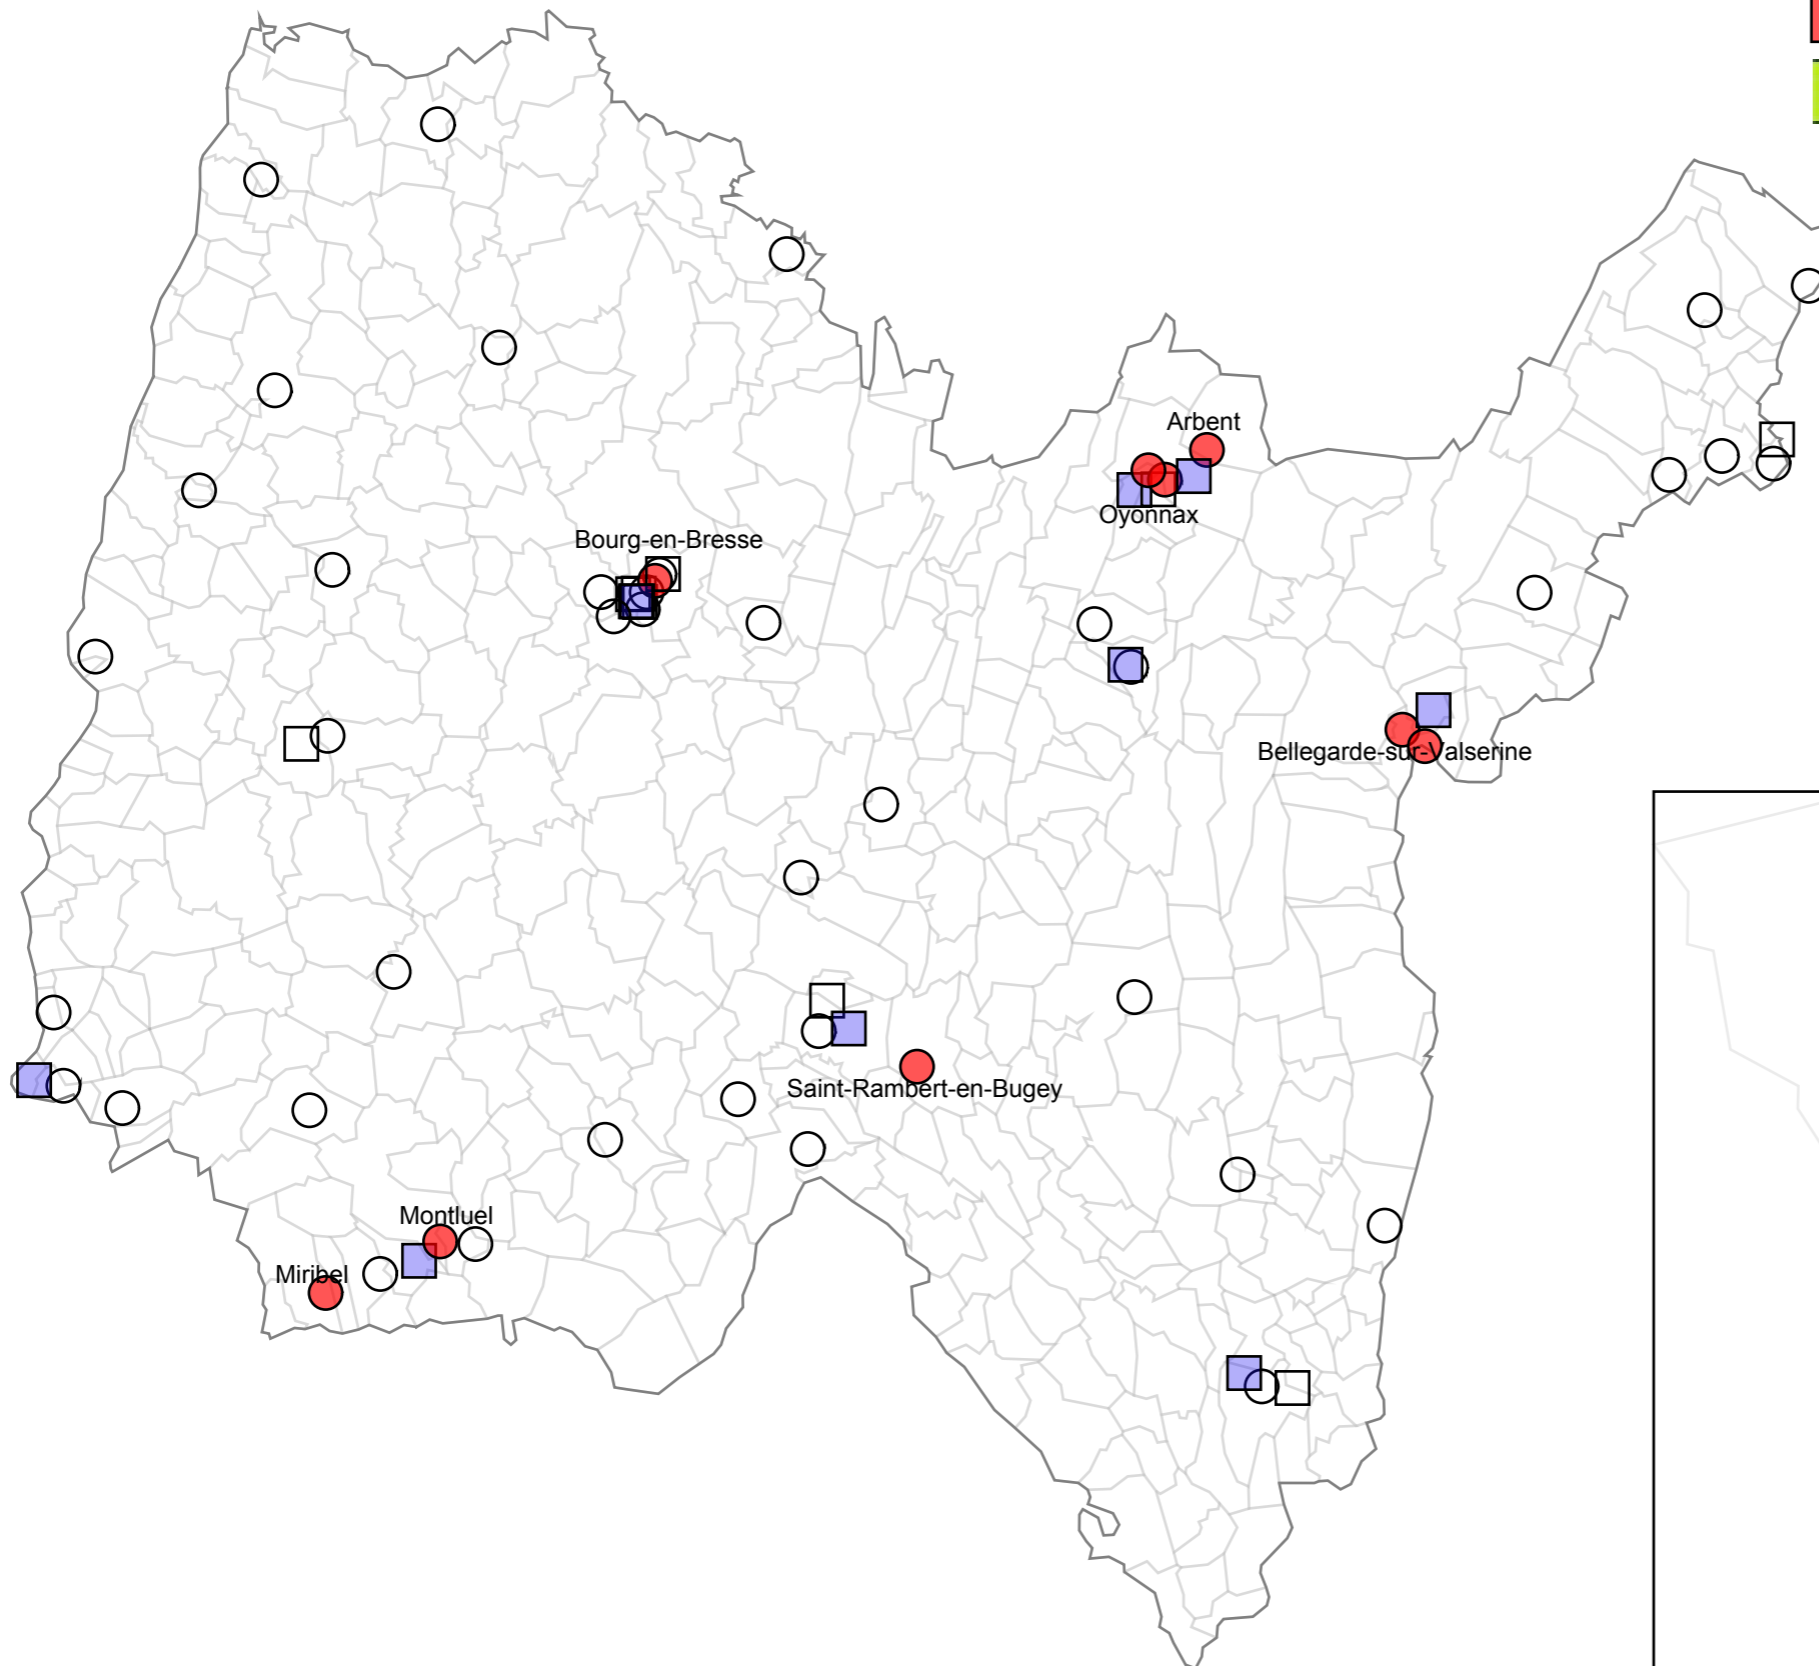 Arbent
Oyonnax
Bourg-en-Bresse
Bellegarde-sur-Valserine
Saint-Rambert-en-Bugey
Montluel
Miribel